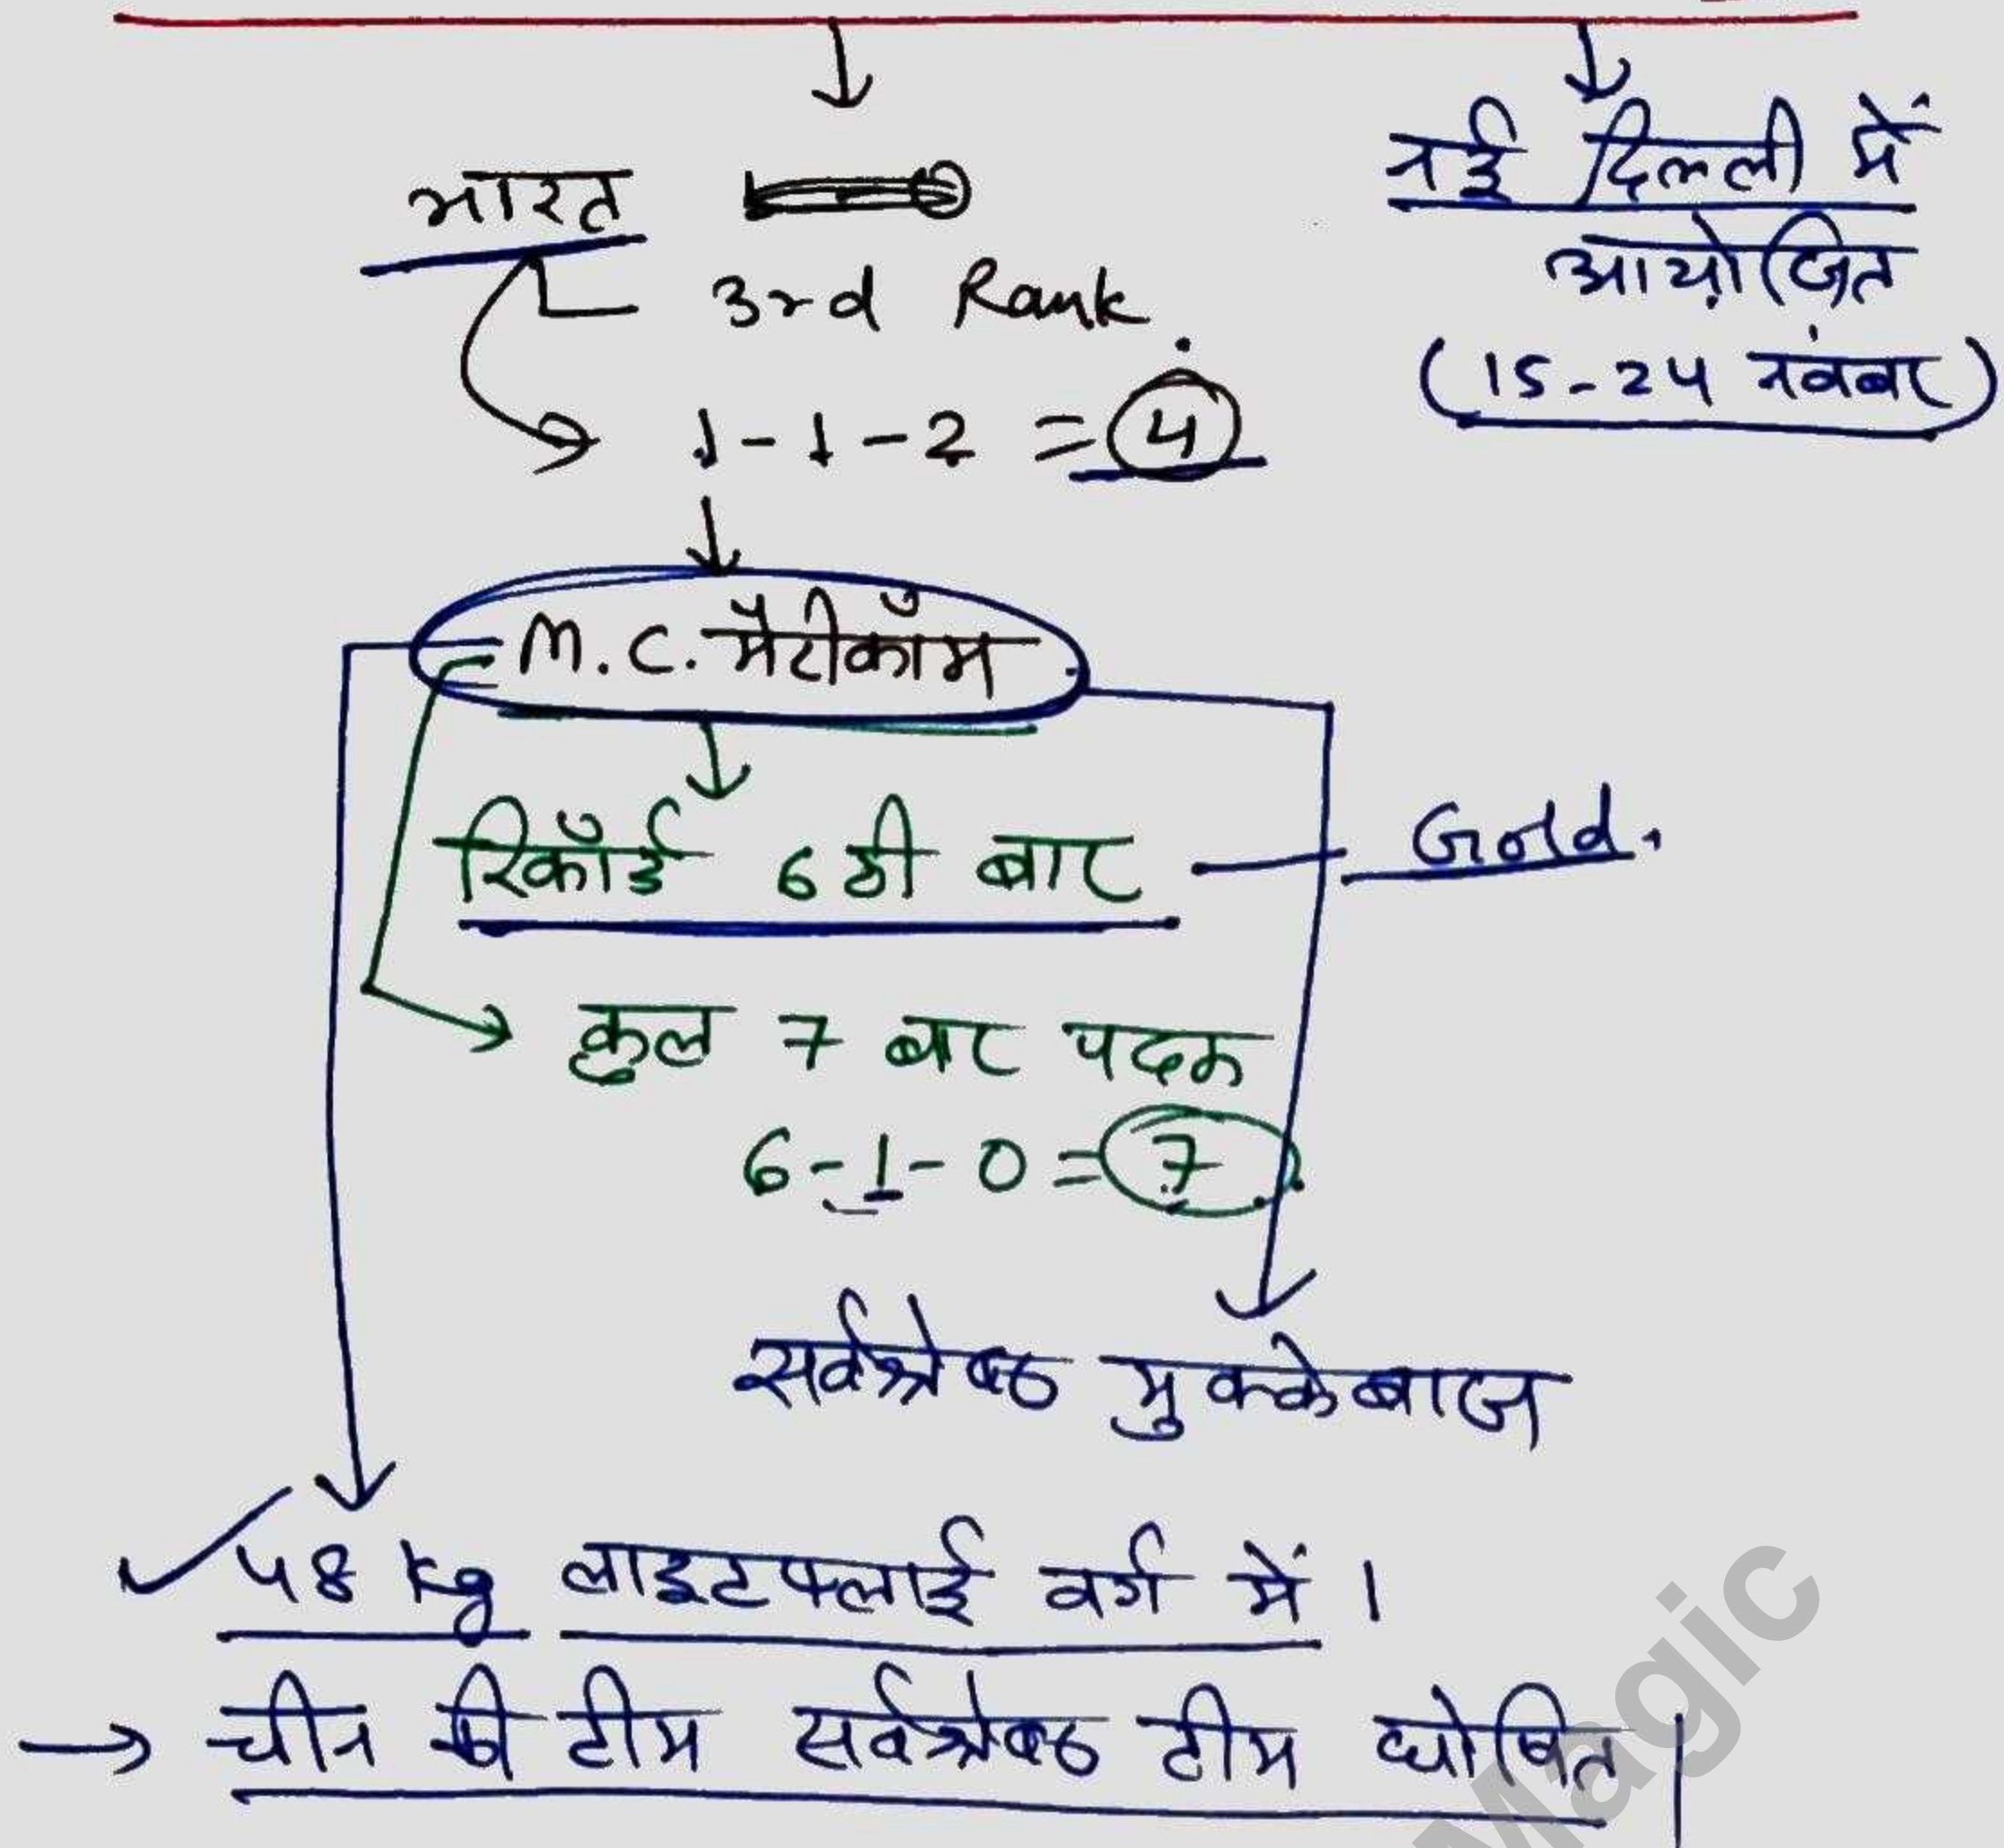 नई दिल्ली में
आयोजित
(15-24 नवंबर)
भारत
3rd Rank.
1-1-2 = 4
M.C. मैरीकॉम
रिकॉर्ड 6ठी बार — Gold.
कुल 7 बार पदक
6-1-0 = 7
सर्वश्रेष्ठ मुक्केबाज
48 kg लाइटफ्लाई वर्ग में ।
→ चीन की टीम सर्वश्रेष्ठ टीम घोषित |
Magic